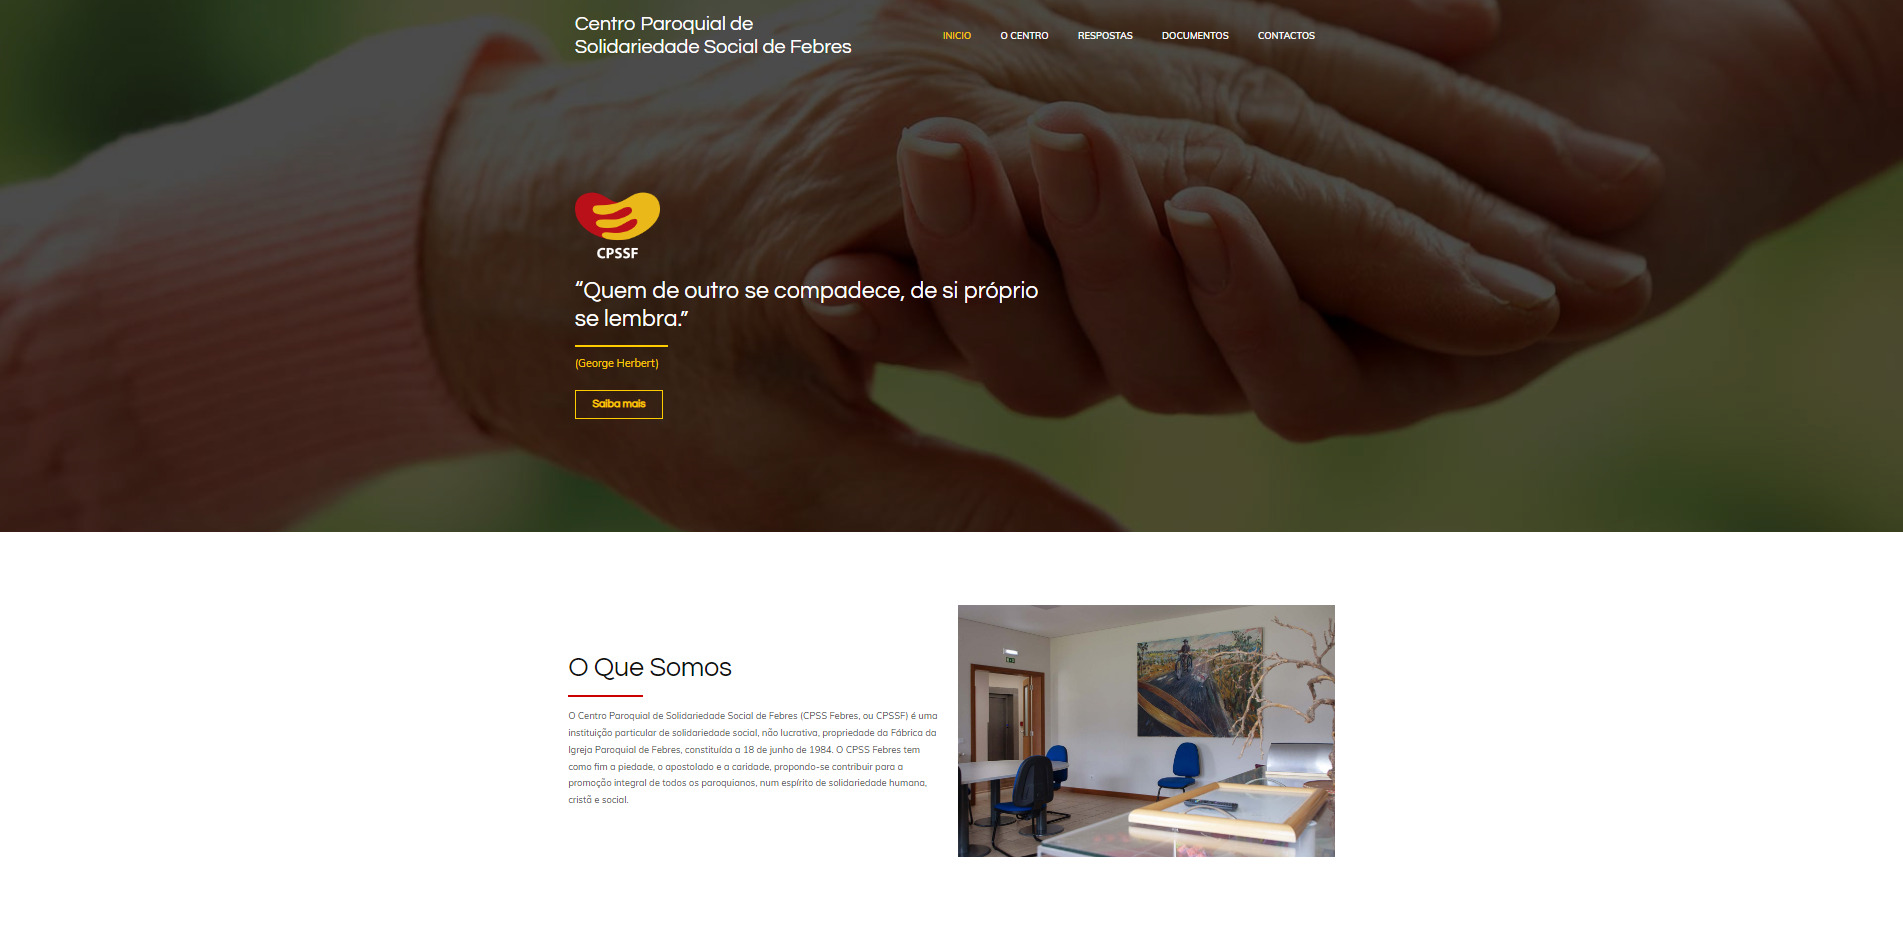 Centro Paroquial de
Solidariedade Social de Febres
INICIO O CENTRO RESPOSTAS DOCUMENTOS CONTACTOS
CPSSF
“Quem de outro se compadece, de si próprio
se lembra.”
(George Herbert)
Saiba mais
O Que Somos
O Centro Paroquial de Solidariedade Social de Febres (CPSS Febres, ou CPSSF) é uma
instituição particular de solidariedade social, não lucrativa, propriedade da Fábrica da
Igreja Paroquial de Febres, constituída a 18 de junho de 1984. O CPSS Febres tem
como fim a piedade, o apostolado e a caridade, propondo-se contribuir para a
promoção integral de todos os paroquianos, num espírito de solidariedade humana,
cristã e social.